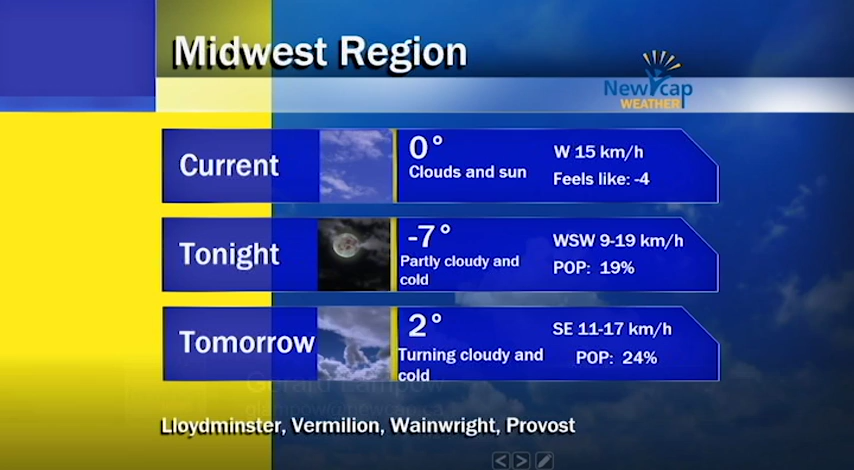 Midwest Region
Newcap
WEATHER
Current
0°
Clouds and sun
W 15 km/h
Feels like: -4
Tonight
-7°
Partly cloudy and
cold
WSW 9-19 km/h
POP: 19%
Tomorrow
2°
Turning cloudy and
cold
SE 11-17 km/h
POP: 24%
Lloydminster, Vermilion, Wainwright, Provost